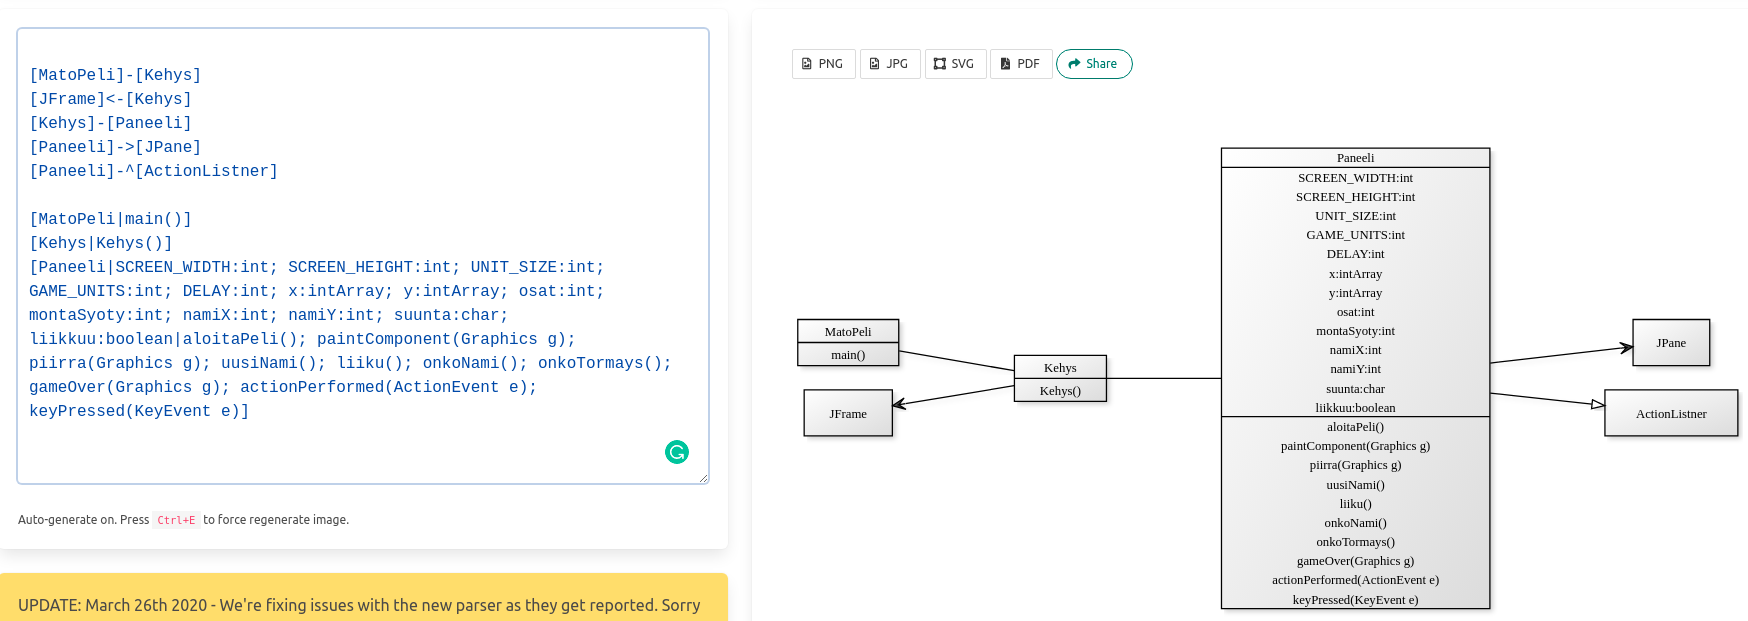 [MatoPeli]-[Kehys]
[JFrame]<-[Kehys]
[Kehys]-[Paneeli]
[Paneeli]->[JPane]
[Paneeli]-^[ActionListner]
[MatoPeli|main()]
[Kehys|Kehys()]
[Paneeli|SCREEN_WIDTH:int; SCREEN_HEIGHT:int; UNIT_SIZE:int;
GAME_UNITS:int; DELAY:int; x:intArray; y:intArray; osat:int;
montaSyoty:int; namiX:int; namiY:int; suunta:char;
liikkuu:boolean|aloitaPeli(); paintComponent(Graphics g);
piirra(Graphics g); uusiNami(); liiku(); onkoNami(); onkoTormays();
gameOver(Graphics g); actionPerformed(ActionEvent e);
keyPressed(KeyEvent e)]
Auto-generate on. Press Ctrl+E to force regenerate image.
UPDATE: March 26th 2020 - We're fixing issues with the new parser as they get reported. Sorry
PNG JPG SVG PDF Share
MatoPeli
main()
JFrame
Kehys
Kehys()
Paneeli
SCREEN_WIDTH:int
SCREEN_HEIGHT:int
UNIT_SIZE:int
GAME_UNITS:int
DELAY:int
x:intArray
y:intArray
osat:int
montaSyoty:int
namiX:int
namiY:int
suunta:char
liikkuu:boolean
aloitaPeli()
paintComponent(Graphics g)
piirra(Graphics g)
uusiNami()
liiku()
onkoNami()
onkoTormays()
gameOver(Graphics g)
actionPerformed(ActionEvent e)
keyPressed(KeyEvent e)
JPane
ActionListner